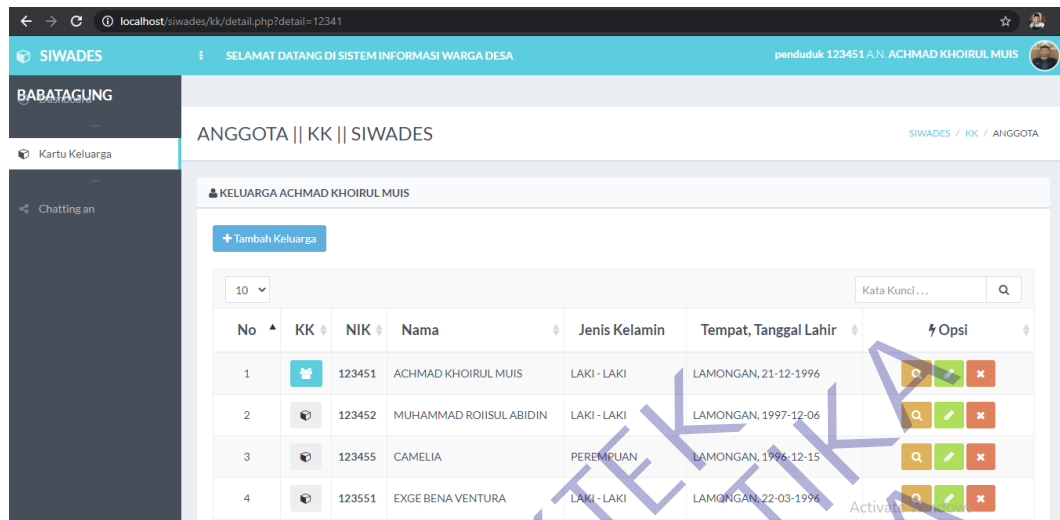 localhost/siwades/kk/detail.php?detail=12341
SIWADES
SELAMAT DATANG DI SISTEM INFORMASI WARGA DESA
penduduk 123451 A.N. ACHMAD KHOIRUL MUIS
BABATAGUNG
Dashboard
ANGGOTA || KK || SIWADES
SIWADES / KK / ANGGOTA
Kartu Keluarga
Chatting an
KELUARGA ACHMAD KHOIRUL MUIS
+ Tambah Keluarga
10
Kata Kunci . . .
No KK NIK Nama Jenis Kelamin Tempat, Tanggal Lahir Opsi
1 123451 ACHMAD KHOIRUL MUIS LAKI - LAKI LAMONGAN, 21-12-1996
2 123452 MUHAMMAD ROIISUL ABIDIN LAKI - LAKI LAMONGAN, 1997-12-06
3 123455 CAMELIA PEREMPUAN LAMONGAN, 1996-12-15
4 123551 EXGE BENA VENTURA LAKI - LAKI LAMONGAN, 22-03-1996
Activate Windows